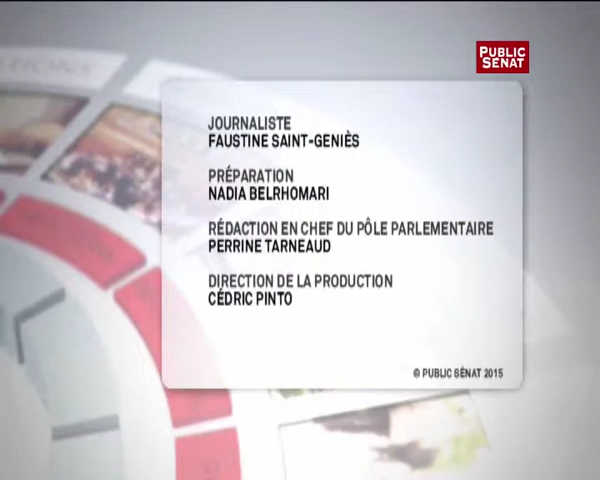 PUBLIC
SÉNAT
JOURNALISTE
FAUSTINE SAINT-GENIÈS
PRÉPARATION
NADIA BELRHOMARI
RÉDACTION EN CHEF DU PÔLE PARLEMENTAIRE
PERRINE TARNEAUD
DIRECTION DE LA PRODUCTION
CÉDRIC PINTO
© PUBLIC SÉNAT 2015